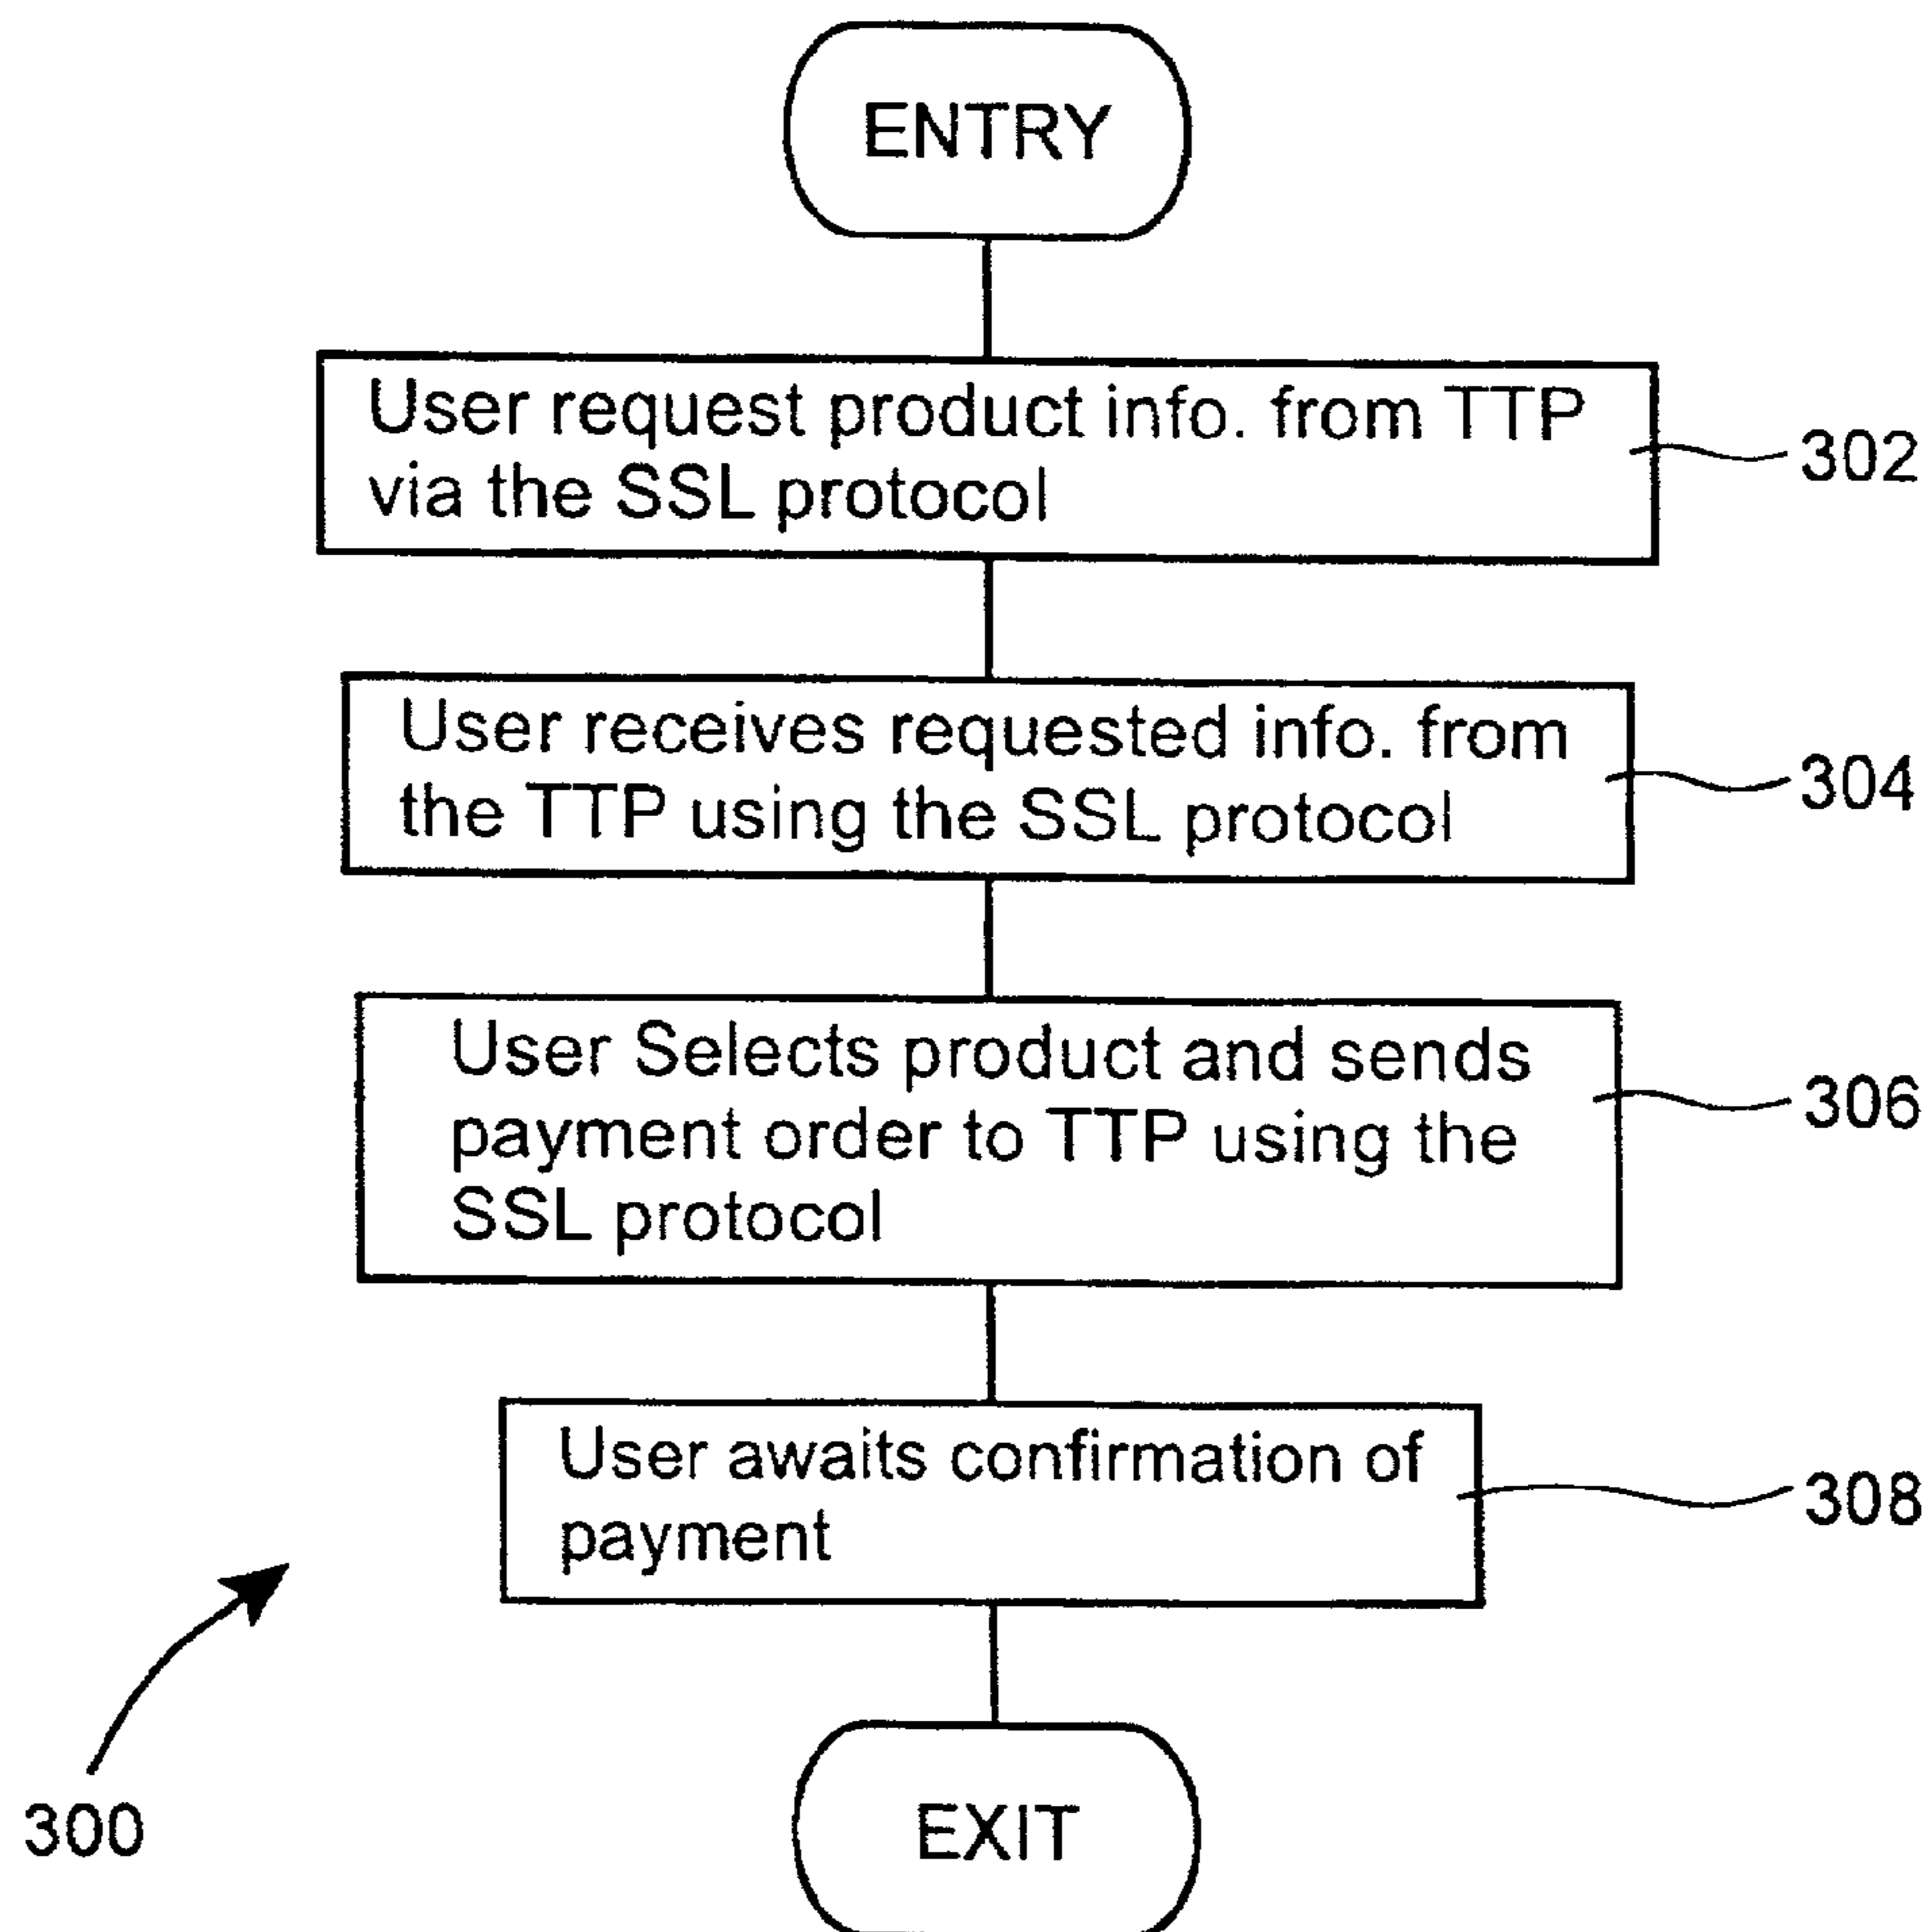 ENTRY
User request product info. from TTP
via the SSL protocol
302
User receives requested info. from
the TTP using the SSL protocol
304
User Selects product and sends
payment order to TTP using the
SSL protocol
306
User awaits confirmation of
payment
308
300
EXIT